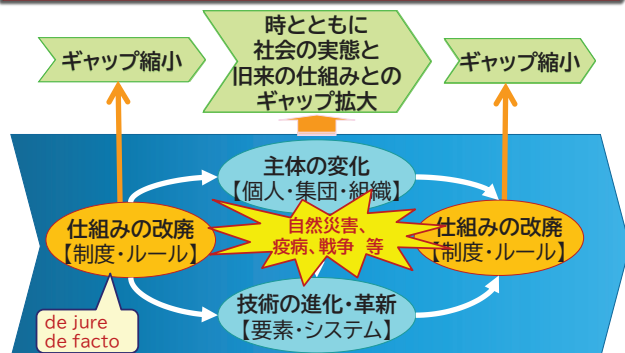 ギャップ縮小
時とともに
社会の実態と
旧来の仕組みとの
ギャップ拡大
ギャップ縮小
主体の変化
【個人・集団・組織】
仕組みの改廃
【制度・ルール】
自然災害、
疫病、戦争 等
仕組みの改廃
【制度・ルール】
技術の進化・革新
【要素・システム】
de jure
de facto